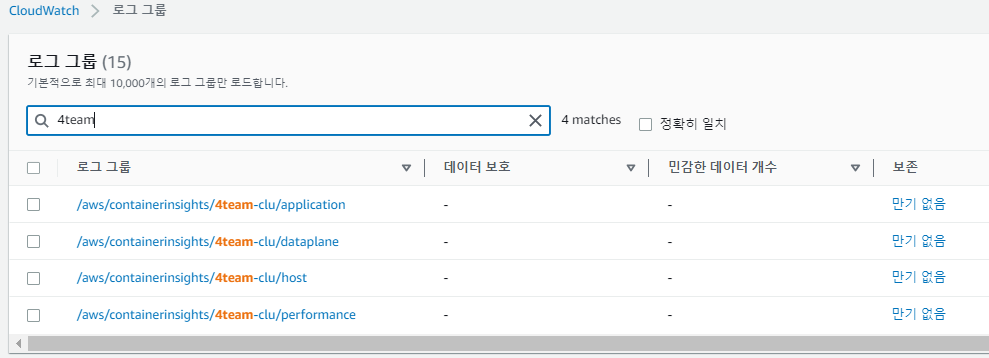 CloudWatch > 로그 그룹
로그 그룹 (15)
기본적으로 최대 10,000개의 로그 그룹만 로드합니다.
4team 4 matches 정확히 일치
로그 그룹 데이터 보호 민감한 데이터 개수 보존
/aws/containerinsights/4team-clu/application - - 만기 없음
/aws/containerinsights/4team-clu/dataplane - - 만기 없음
/aws/containerinsights/4team-clu/host - - 만기 없음
/aws/containerinsights/4team-clu/performance - - 만기 없음